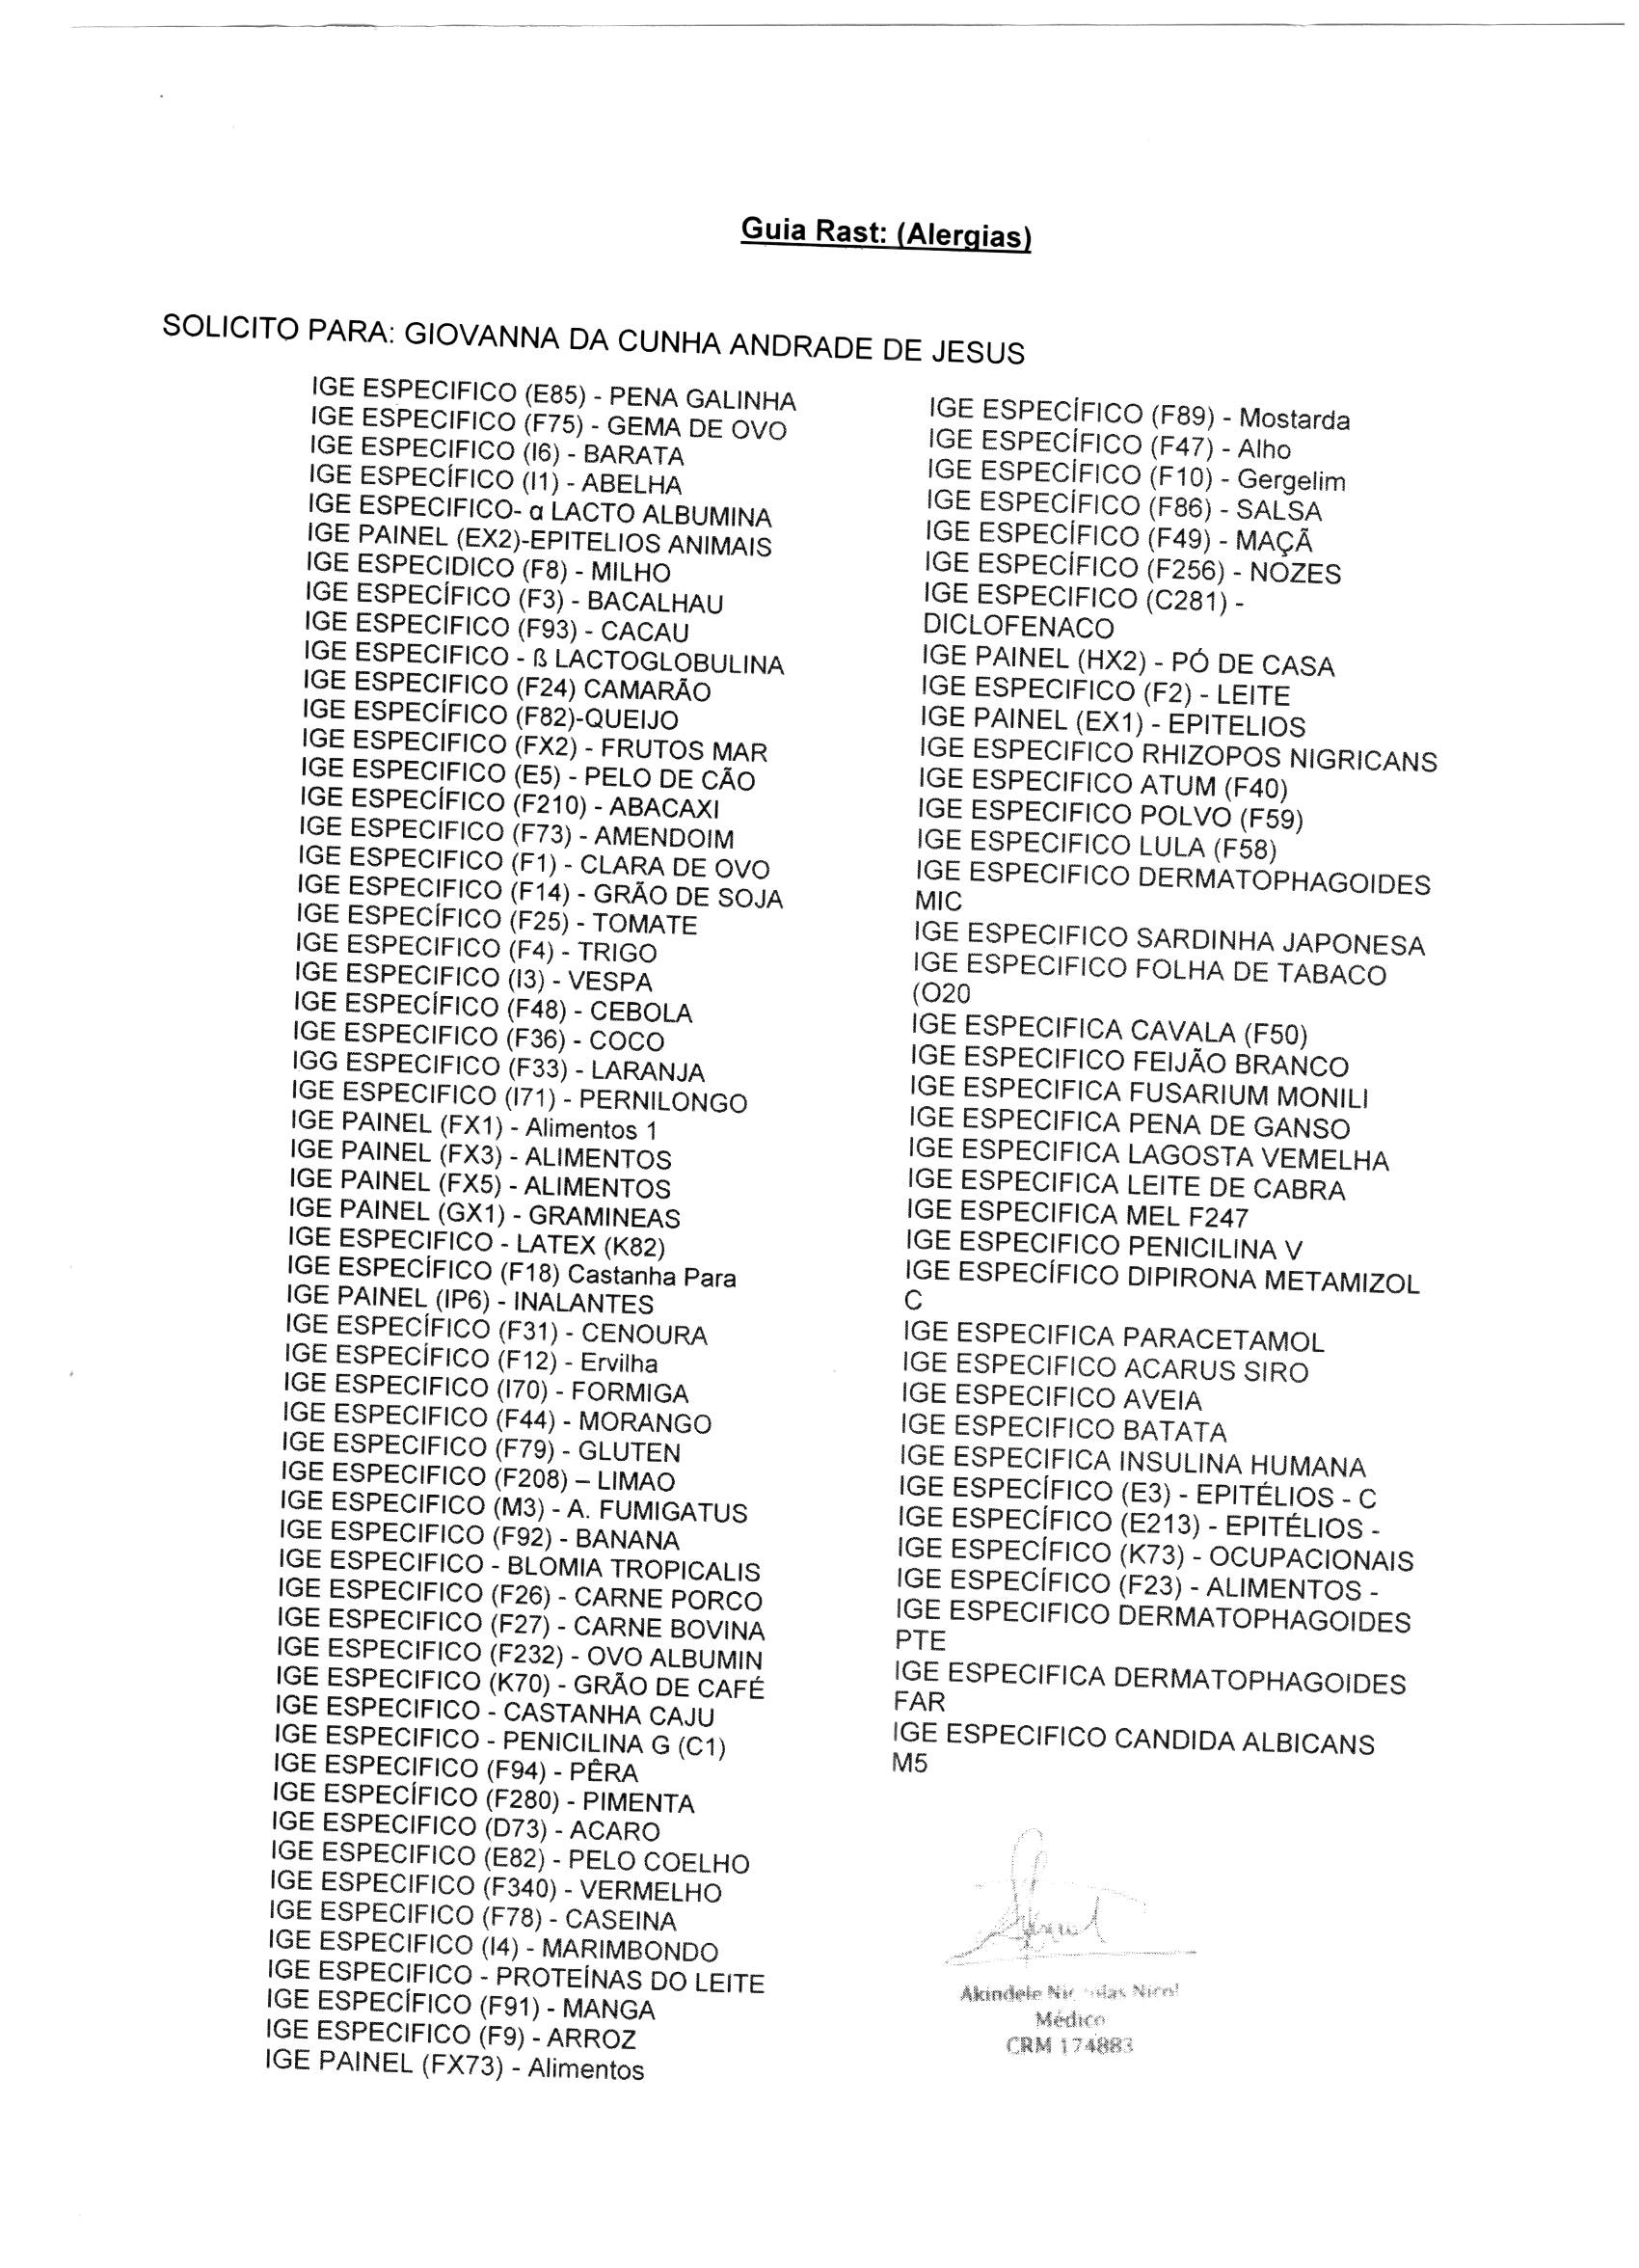 Guia Rast: (Alergias)
SOLICITO PARA: GIOVANNA DA CUNHA ANDRADE DE JESUS
IGE ESPECIFICO (E85) - PENA GALINHA
IGE ESPECIFICO (F75) - GEMA DE OVO
IGE ESPECIFICO (I6) - BARATA
IGE ESPECÍFICO (I1) - ABELHA
IGE ESPECIFICO- α LACTO ALBUMINA
IGE PAINEL (EX2)-EPITELIOS ANIMAIS
IGE ESPECIDICO (F8) - MILHO
IGE ESPECÍFICO (F3) - BACALHAU
IGE ESPECIFICO (F93) - CACAU
IGE ESPECIFICO - ß LACTOGLOBULINA
IGE ESPECIFICO (F24) CAMARÃO
IGE ESPECÍFICO (F82)-QUEIJO
IGE ESPECIFICO (FX2) - FRUTOS MAR
IGE ESPECIFICO (E5) - PELO DE CÃO
IGE ESPECÍFICO (F210) - ABACAXI
IGE ESPECIFICO (F73) - AMENDOIM
IGE ESPECIFICO (F1) - CLARA DE OVO
IGE ESPECIFICO (F14) - GRÃO DE SOJA
IGE ESPECÍFICO (F25) - TOMATE
IGE ESPECIFICO (F4) - TRIGO
IGE ESPECIFICO (I3) - VESPA
IGE ESPECÍFICO (F48) - CEBOLA
IGE ESPECIFICO (F36) - COCO
IGG ESPECIFICO (F33) - LARANJA
IGE ESPECIFICO (I71) - PERNILONGO
IGE PAINEL (FX1) - Alimentos 1
IGE PAINEL (FX3) - ALIMENTOS
IGE PAINEL (FX5) - ALIMENTOS
IGE PAINEL (GX1) - GRAMINEAS
IGE ESPECIFICO - LATEX (K82)
IGE ESPECÍFICO (F18) Castanha Para
IGE PAINEL (IP6) - INALANTES
IGE ESPECÍFICO (F31) - CENOURA
IGE ESPECÍFICO (F12) - Ervilha
IGE ESPECIFICO (I70) - FORMIGA
IGE ESPECIFICO (F44) - MORANGO
IGE ESPECIFICO (F79) - GLUTEN
IGE ESPECIFICO (F208) – LIMAO
IGE ESPECIFICO (M3) - A. FUMIGATUS
IGE ESPECIFICO (F92) - BANANA
IGE ESPECIFICO - BLOMIA TROPICALIS
IGE ESPECIFICO (F26) - CARNE PORCO
IGE ESPECIFICO (F27) - CARNE BOVINA
IGE ESPECIFICO (F232) - OVO ALBUMIN
IGE ESPECIFICO (K70) - GRÃO DE CAFÉ
IGE ESPECIFICO - CASTANHA CAJU
IGE ESPECIFICO - PENICILINA G (C1)
IGE ESPECIFICO (F94) - PÊRA
IGE ESPECÍFICO (F280) - PIMENTA
IGE ESPECIFICO (D73) - ACARO
IGE ESPECIFICO (E82) - PELO COELHO
IGE ESPECIFICO (F340) - VERMELHO
IGE ESPECIFICO (F78) - CASEINA
IGE ESPECIFICO (I4) - MARIMBONDO
IGE ESPECIFICO - PROTEÍNAS DO LEITE
IGE ESPECÍFICO (F91) - MANGA
IGE ESPECIFICO (F9) - ARROZ
IGE PAINEL (FX73) - Alimentos
IGE ESPECÍFICO (F89) - Mostarda
IGE ESPECÍFICO (F47) - Alho
IGE ESPECÍFICO (F10) - Gergelim
IGE ESPECÍFICO (F86) - SALSA
IGE ESPECÍFICO (F49) - MAÇÃ
IGE ESPECÍFICO (F256) - NOZES
IGE ESPECIFICO (C281) -
DICLOFENACO
IGE PAINEL (HX2) - PÓ DE CASA
IGE ESPECIFICO (F2) - LEITE
IGE PAINEL (EX1) - EPITELIOS
IGE ESPECIFICO RHIZOPOS NIGRICANS
IGE ESPECIFICO ATUM (F40)
IGE ESPECIFICO POLVO (F59)
IGE ESPECIFICO LULA (F58)
IGE ESPECIFICO DERMATOPHAGOIDES
MIC
IGE ESPECIFICO SARDINHA JAPONESA
IGE ESPECIFICO FOLHA DE TABACO
(O20
IGE ESPECIFICA CAVALA (F50)
IGE ESPECIFICO FEIJÃO BRANCO
IGE ESPECIFICA FUSARIUM MONILI
IGE ESPECIFICA PENA DE GANSO
IGE ESPECIFICA LAGOSTA VEMELHA
IGE ESPECIFICA LEITE DE CABRA
IGE ESPECIFICA MEL F247
IGE ESPECIFICO PENICILINA V
IGE ESPECÍFICO DIPIRONA METAMIZOL
C
IGE ESPECIFICA PARACETAMOL
IGE ESPECIFICO ACARUS SIRO
IGE ESPECIFICO AVEIA
IGE ESPECIFICO BATATA
IGE ESPECIFICA INSULINA HUMANA
IGE ESPECÍFICO (E3) - EPITÉLIOS - C
IGE ESPECÍFICO (E213) - EPITÉLIOS -
IGE ESPECÍFICO (K73) - OCUPACIONAIS
IGE ESPECÍFICO (F23) - ALIMENTOS -
IGE ESPECIFICO DERMATOPHAGOIDES
PTE
IGE ESPECIFICA DERMATOPHAGOIDES
FAR
IGE ESPECIFICO CANDIDA ALBICANS
M5
Akindele Nicol
Médico
CRM 174883